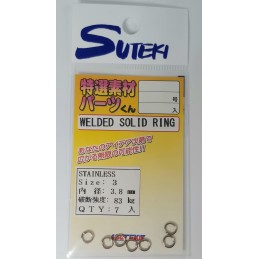 SUTEKI
特選素材
パーツくん
号
入
WELDED SOLID RING
STAINLESS
Size: 3
内 径: 3.8 mm
破断強度: 83 kg
QTY: 7 入